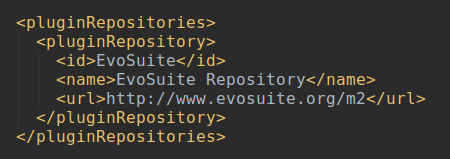 <pluginRepositories>
<pluginRepository>
<id>EvoSuite</id>
<name>EvoSuite Repository</name>
<url>http://www.evosuite.org/m2</url>
</pluginRepository>
</pluginRepositories>